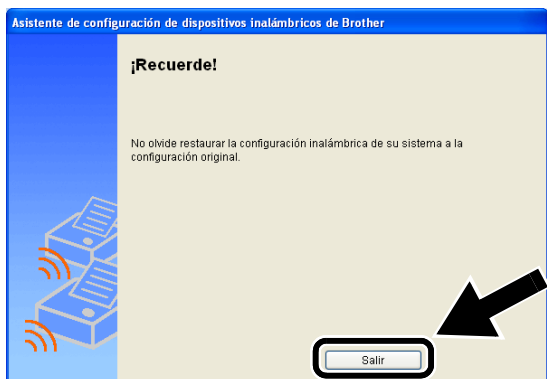 Asistente de configuración de dispositivos inalámbricos de Brother
¡Recuerde!
No olvide restaurar la configuración inalámbrica de su sistema a la
configuración original.
Salir